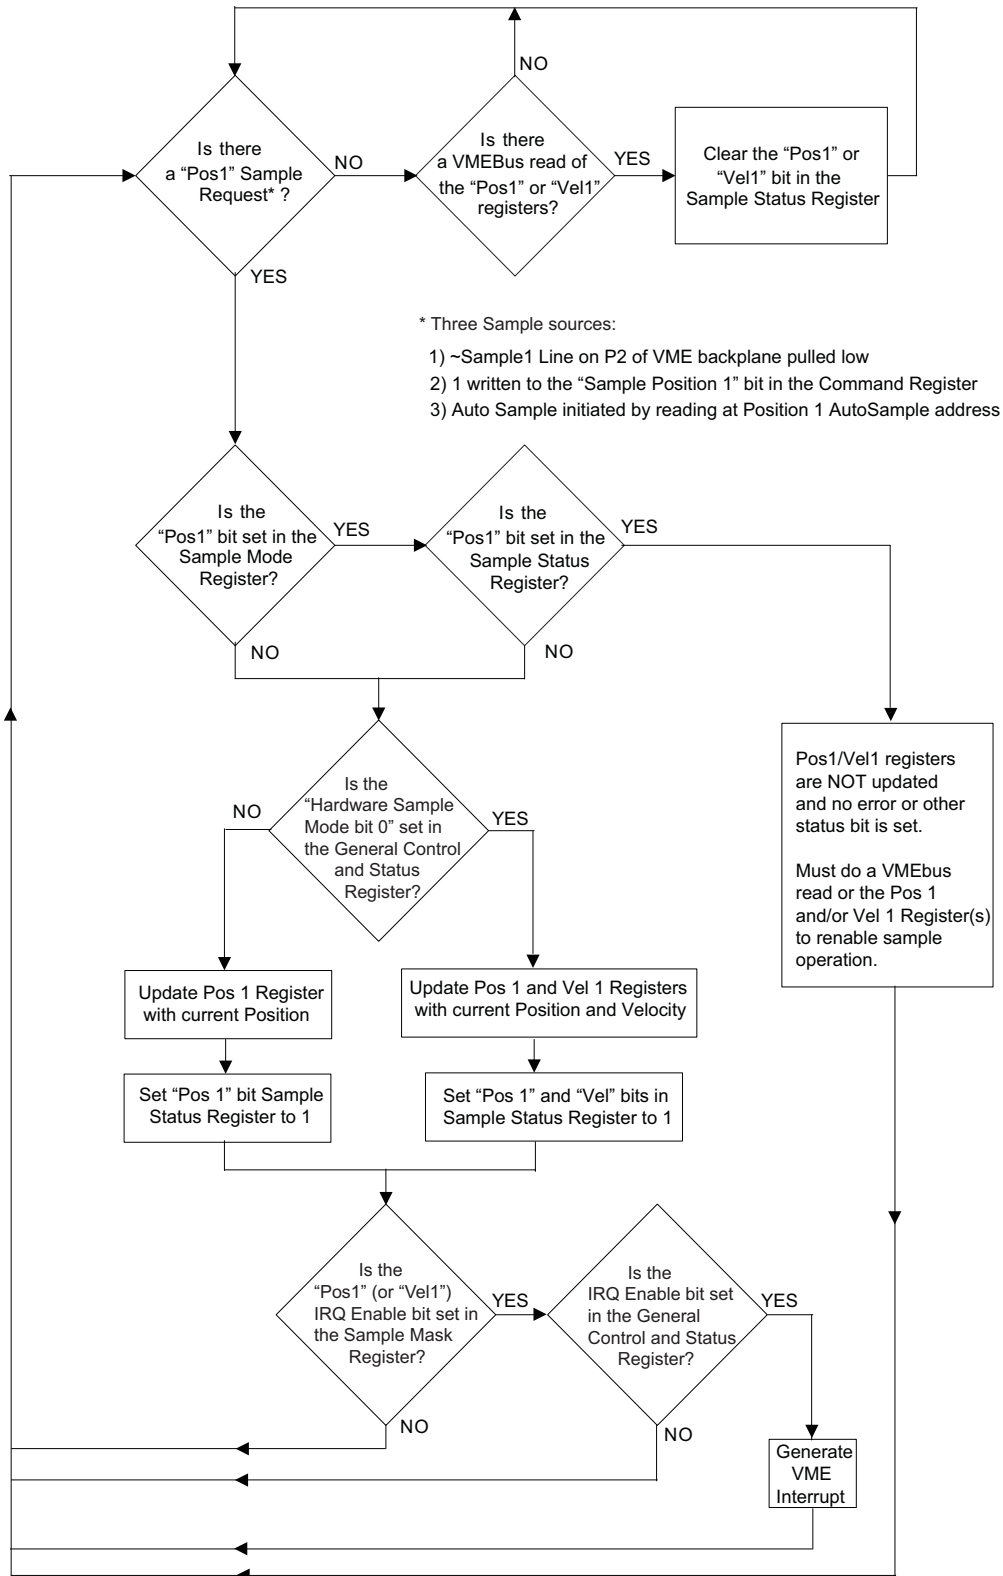 NO
Is there
a “Pos1” Sample
Request* ?
NO
Is there
a VMEBus read of
the “Pos1” or “Vel1”
registers?
YES
Clear the “Pos1” or
“Vel1” bit in the
Sample Status Register
YES
* Three Sample sources:
1) ~Sample1 Line on P2 of VME backplane pulled low
2) 1 written to the “Sample Position 1” bit in the Command Register
3) Auto Sample initiated by reading at Position 1 AutoSample address
Is the
“Pos1” bit set in the
Sample Mode
Register?
YES
Is the
“Pos1” bit set in the
Sample Status
Register?
YES
NO
NO
Is the
“Hardware Sample
Mode bit 0” set in
the General Control
and Status
Register?
NO
YES
Pos1/Vel1 registers
are NOT updated
and no error or other
status bit is set.
Must do a VMEbus
read or the Pos 1
and/or Vel 1 Register(s)
to renable sample
operation.
Update Pos 1 Register
with current Position
Update Pos 1 and Vel 1 Registers
with current Position and Velocity
Set “Pos 1” bit Sample
Status Register to 1
Set “Pos 1” and “Vel” bits in
Sample Status Register to 1
Is the
“Pos1” (or “Vel1”)
IRQ Enable bit set in
the Sample Mask
Register?
YES
Is the
IRQ Enable bit set
in the General
Control and Status
Register?
YES
NO
NO
Generate
VME
Interrupt